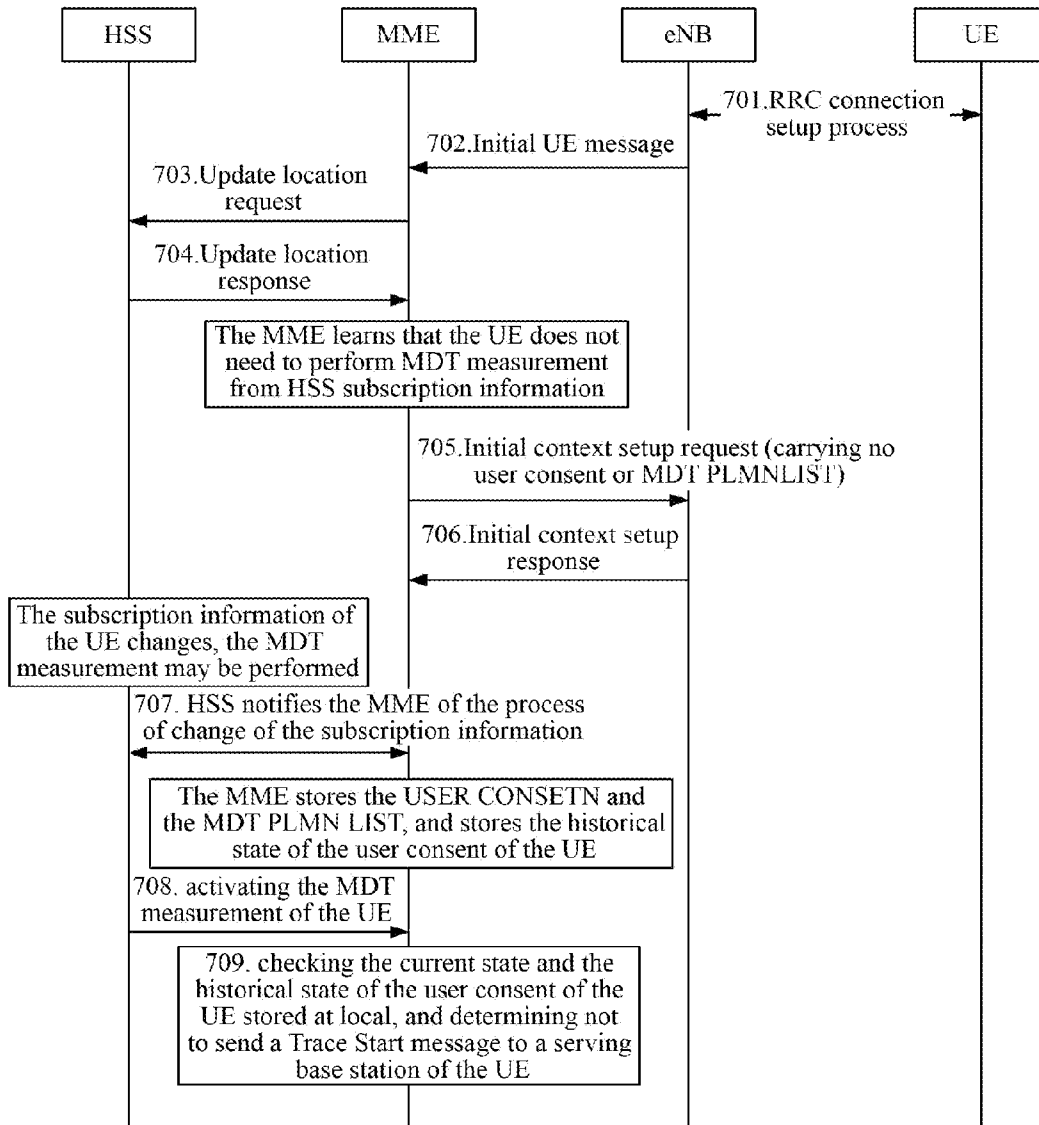 HSS
MME
eNB
UE
701.RRC connection
setup process
702.Initial UE message
703.Update location
request
704.Update location
response
The MME learns that the UE does not
need to perform MDT measurement
from HSS subscription information
705.Initial context setup request (carrying no
user consent or MDT PLMNLIST)
706.Initial context setup
response
The subscription information of
the UE changes, the MDT
measurement may be performed
707. HSS notifies the MME of the process
of change of the subscription information
The MME stores the USER CONSETN and
the MDT PLMN LIST, and stores the historical
state of the user consent of the UE
708. activating the MDT
measurement of the UE
709. checking the current state and the
historical state of the user consent of the
UE stored at local, and determining not
to send a Trace Start message to a serving
base station of the UE